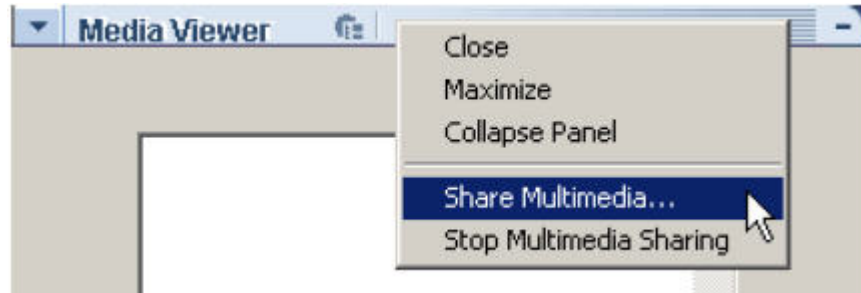 Media Viewer
Close
Maximize
Collapse Panel
Share Multimedia...
Stop Multimedia Sharing